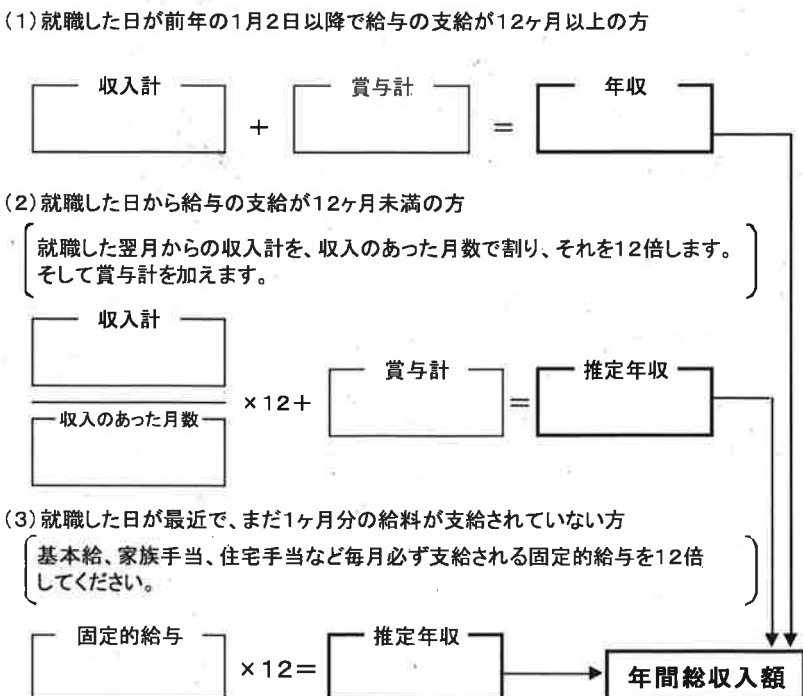 (1)就職した日が前年の1月2日以降で給与の支給が12ヶ月以上の方
収入計 + 賞与計 = 年収
(2)就職した日から給与の支給が12ヶ月未満の方
就職した翌月からの収入計を、収入のあった月数で割り、それを12倍します。
そして賞与計を加えます。
収入計
収入のあった月数
×12+
賞与計
=
推定年収
(3)就職した日が最近で、まだ1ヶ月分の給料が支給されていない方
基本給、家族手当、住宅手当など毎月必ず支給される固定的給与を12倍
してください。
固定的給与 ×12= 推定年収
年間総収入額